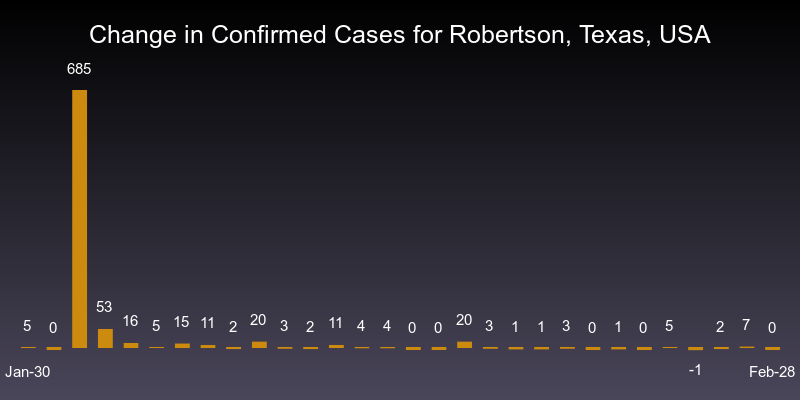 Change in Confirmed Cases for Robertson, Texas, USA
685
53
5 0 16 5 15 11 2 20 3 2 11 4 4 0 0 20 3 1 1 3 0 1 0 5 2 7 0
-1
Jan-30 Feb-28